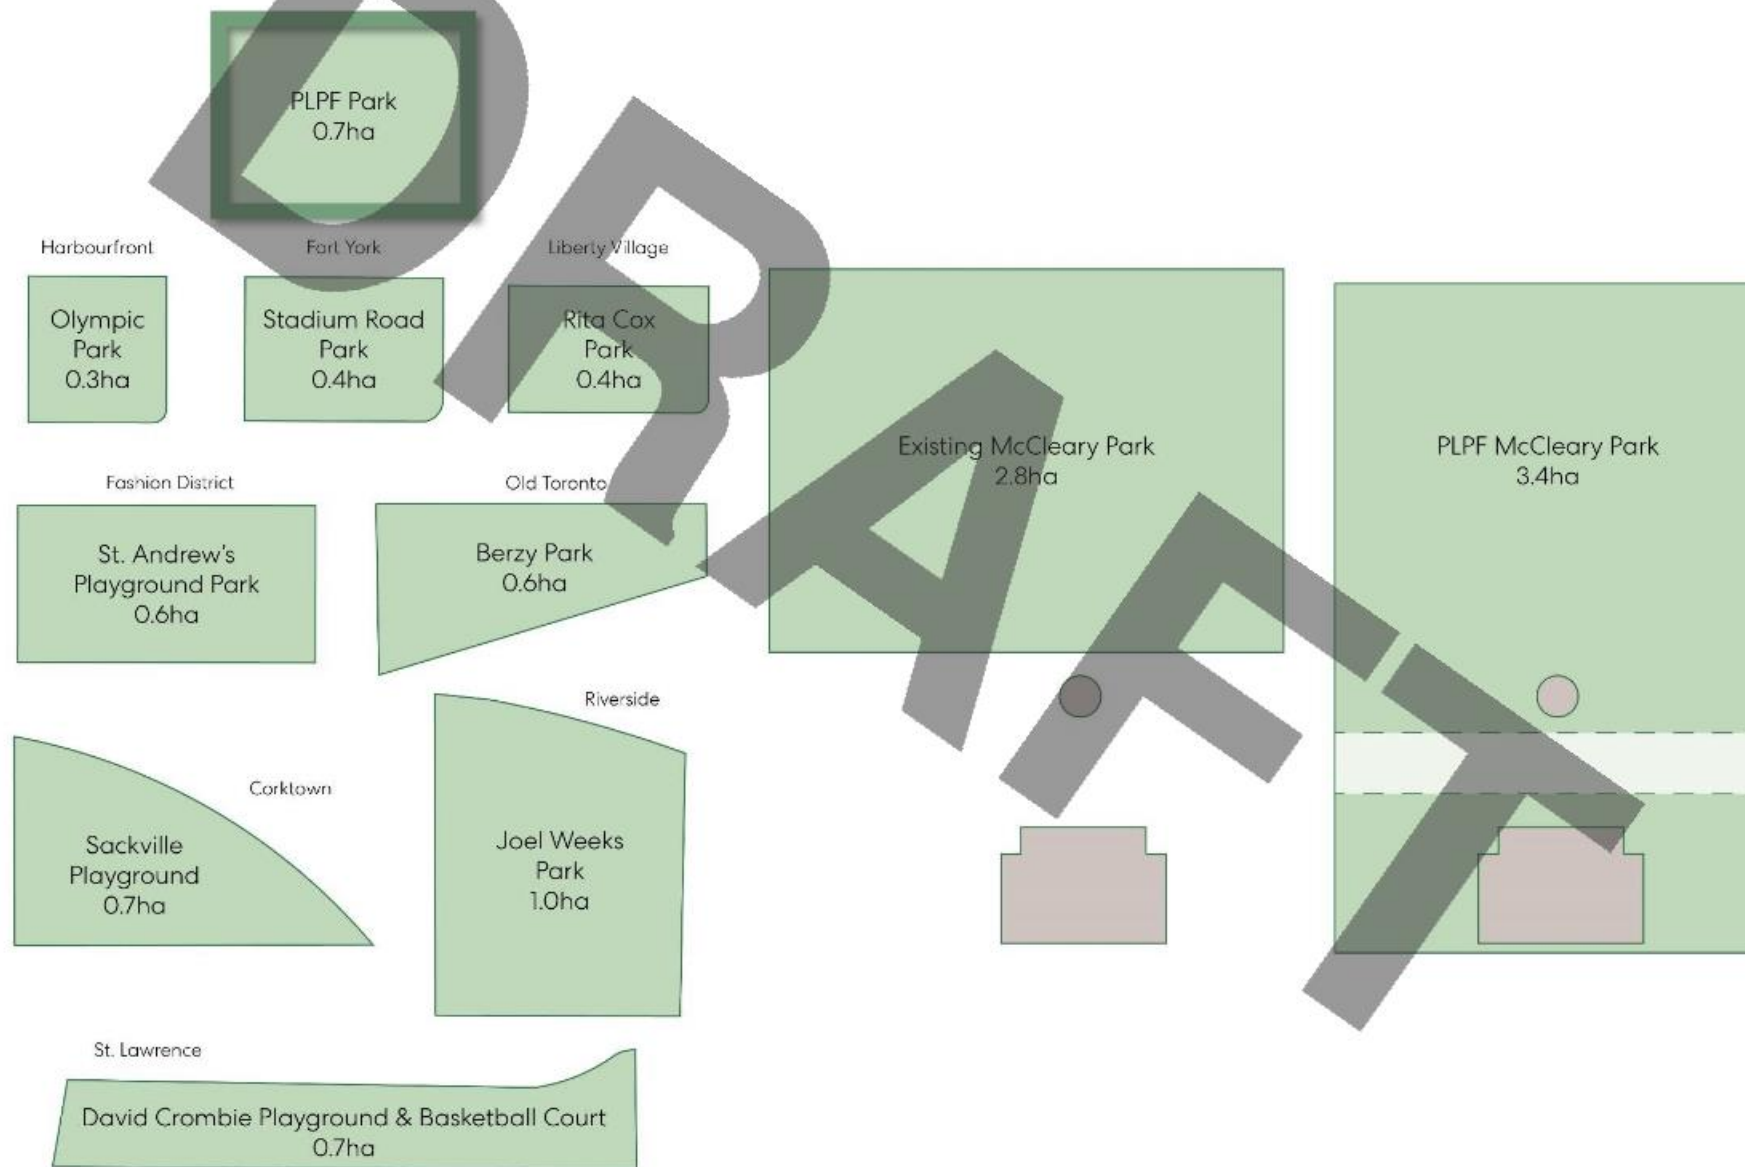 PLPF Park
0.7ha
Harbourfront
Fort York
Liberty Village
Olympic
Park
0.3ha
Stadium Road
Park
0.4ha
Rita Cox
Park
0.4ha
Existing McCleary Park
2.8ha
PLPF McCleary Park
3.4ha
Fashion District
Old Toronto
St. Andrew's
Playground Park
0.6ha
Berzy Park
0.6ha
Riverside
Corktown
Sackville
Playground
0.7ha
Joel Weeks
Park
1.0ha
St. Lawrence
David Crombie Playground & Basketball Court
0.7ha
DRAFT